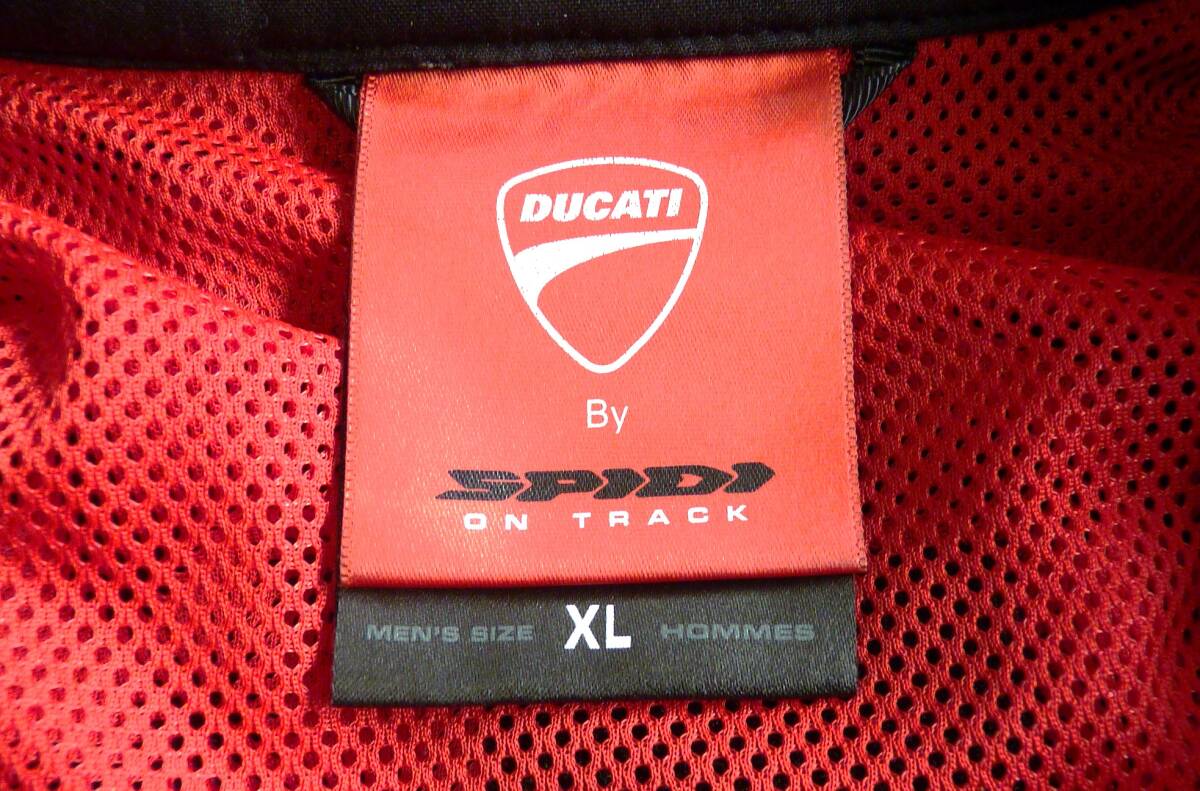 DUCATI
By
SPIDI
ON TRACK
MEN'S SIZE XL HOMMES